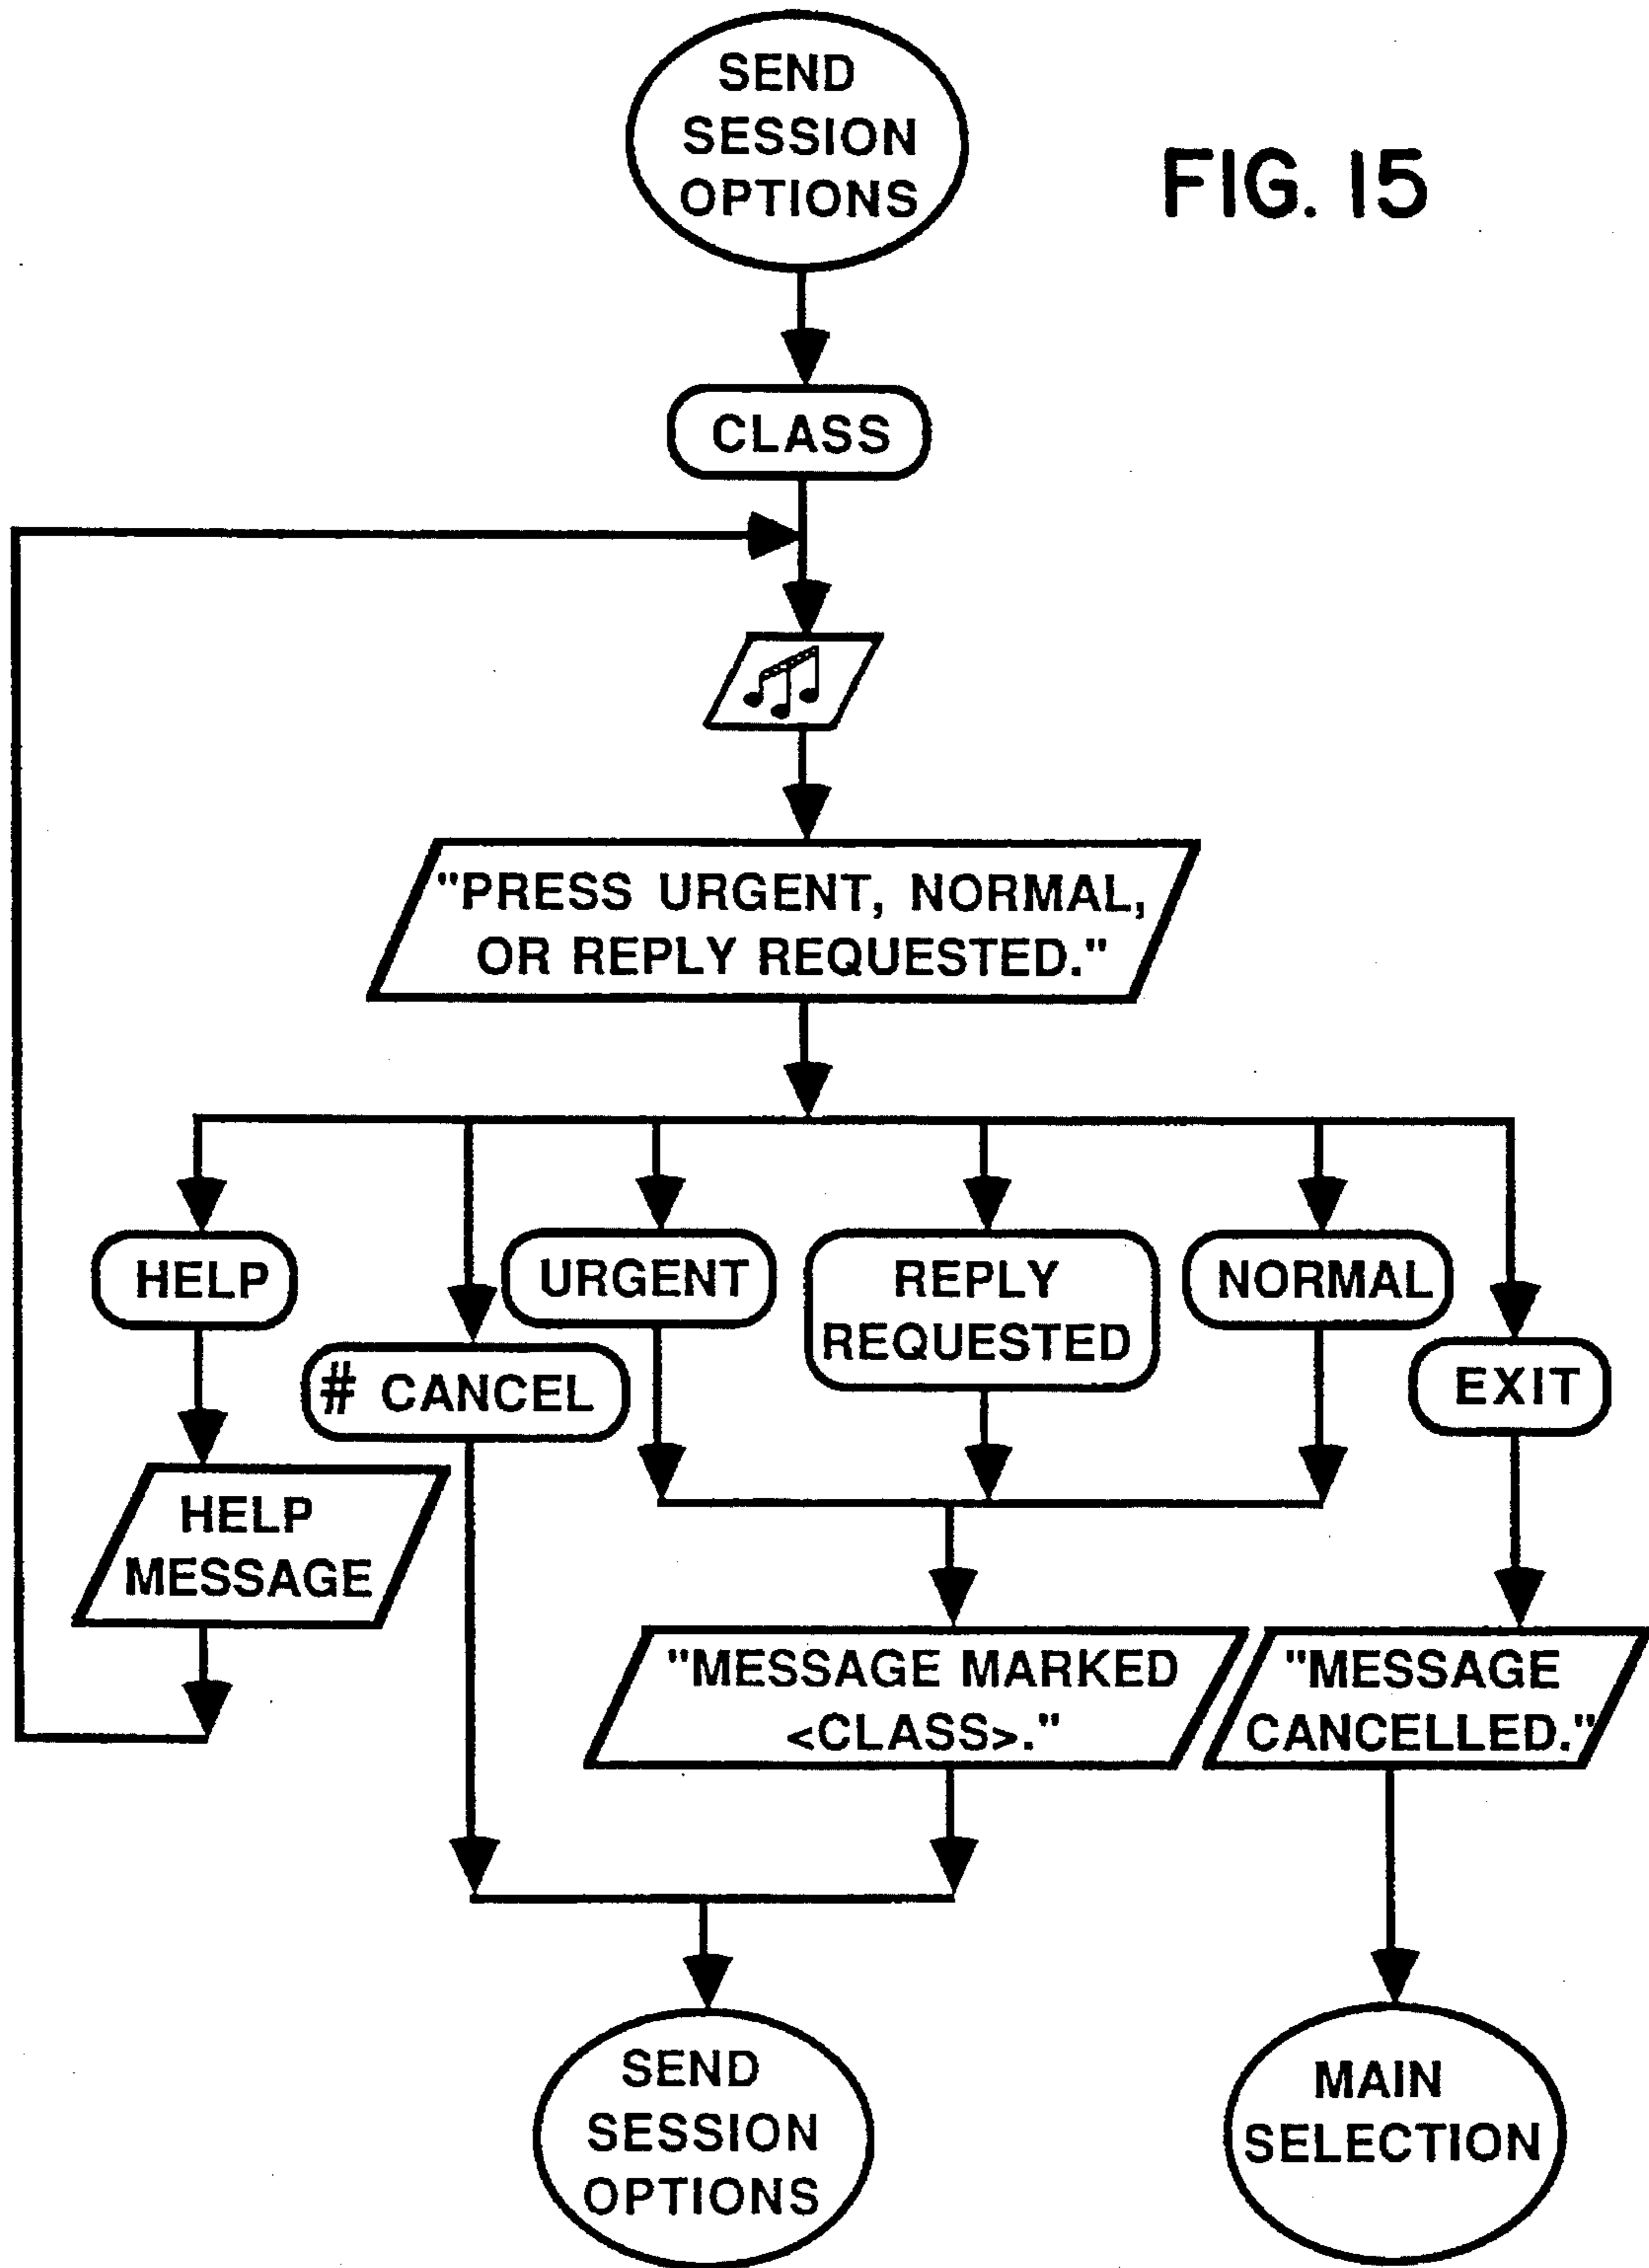 SEND
SESSION
OPTIONS
FIG. 15
CLASS
"PRESS URGENT, NORMAL,
OR REPLY REQUESTED."
HELP
# CANCEL
URGENT
REPLY
REQUESTED
NORMAL
EXIT
HELP
MESSAGE
"MESSAGE MARKED
<CLASS>."
"MESSAGE
CANCELLED."
SEND
SESSION
OPTIONS
MAIN
SELECTION